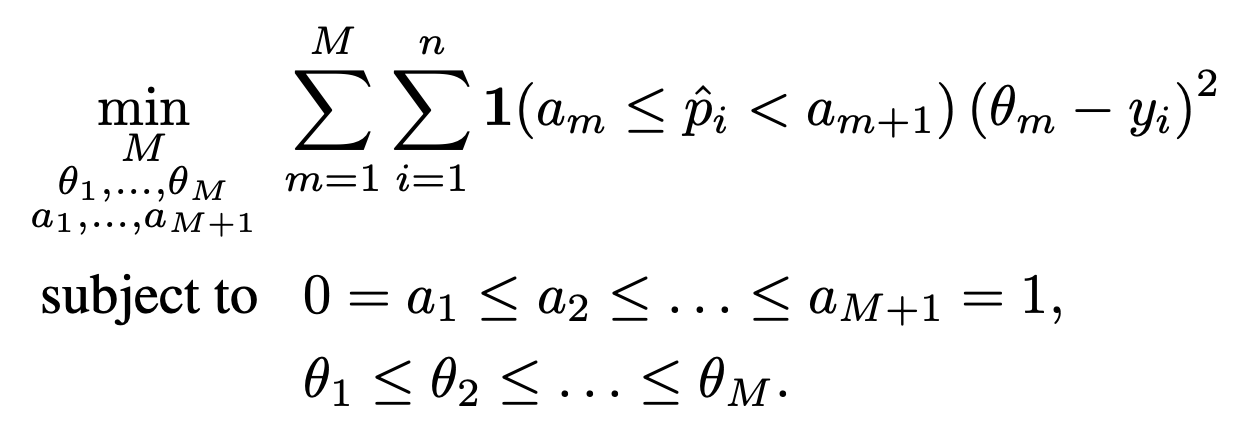 min_{M, θ_1,…,θ_M, a_1,…,a_{M+1}} ∑_{m=1}^{M} ∑_{i=1}^{n} 𝟏(a_m ≤ p̂_i < a_{m+1}) (θ_m − y_i)²
subject to 0 = a_1 ≤ a_2 ≤ … ≤ a_{M+1} = 1,
θ_1 ≤ θ_2 ≤ … ≤ θ_M.